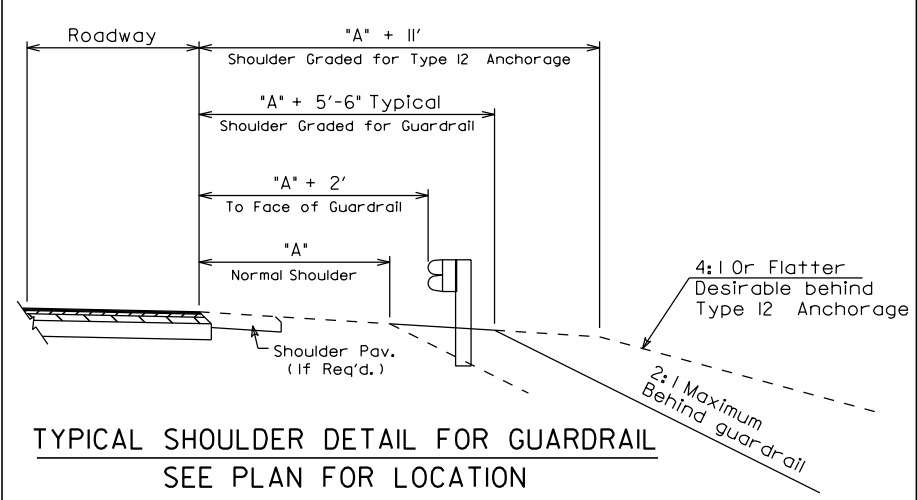 Roadway
"A" + 11'
Shoulder Graded for Type 12 Anchorage
"A" + 5'-6" Typical
Shoulder Graded for Guardrail
"A" + 2'
To Face of Guardrail
"A"
Normal Shoulder
4:1 Or Flatter
Desirable behind
Type 12 Anchorage
Shoulder Pav.
(If Req'd.)
2:1 Maximum
Behind guardrail
TYPICAL SHOULDER DETAIL FOR GUARDRAIL
SEE PLAN FOR LOCATION